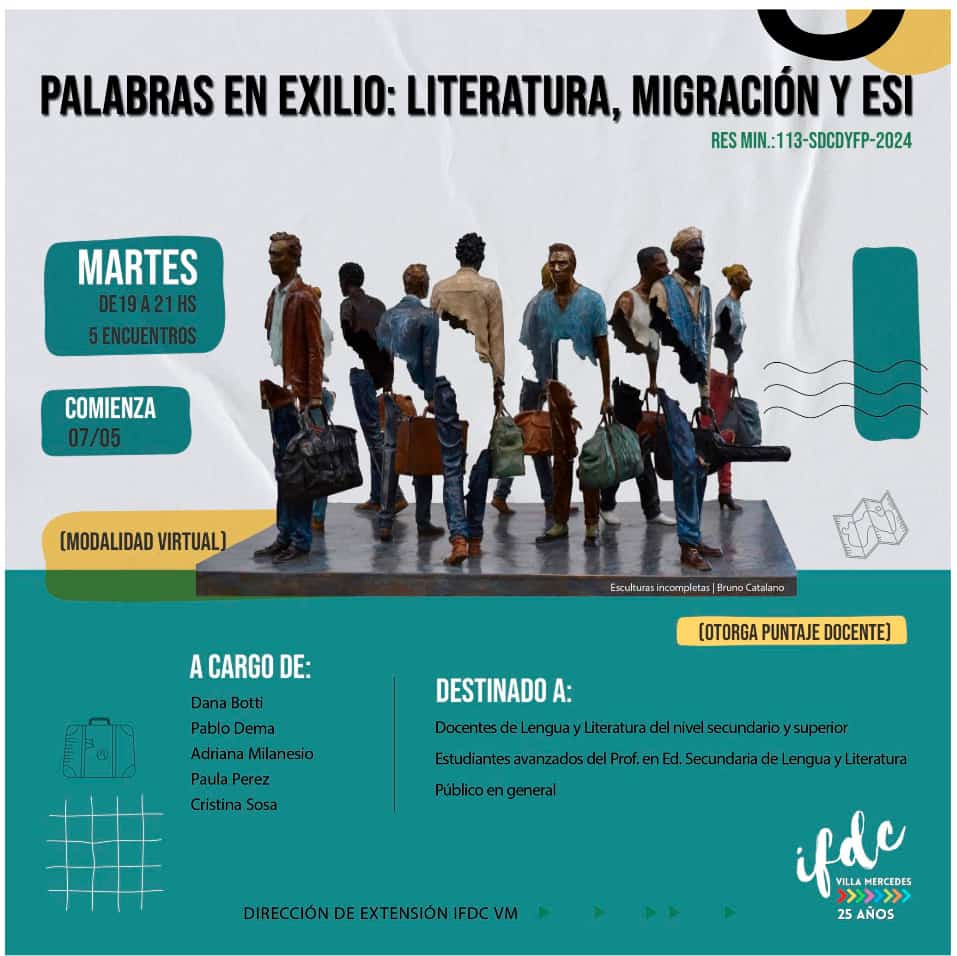 PALABRAS EN EXILIO: LITERATURA, MIGRACIÓN Y ESI
RES MIN.:113-SDCDYFP-2024
MARTES
DE19 A 21 HS
5 ENCUENTROS
COMIENZA
07/05
(MODALIDAD VIRTUAL)
Esculturas incompletas | Bruno Catalano
(OTORGA PUNTAJE DOCENTE)
A CARGO DE:
Dana Botti
Pablo Dema
Adriana Milanesio
Paula Perez
Cristina Sosa
DESTINADO A:
Docentes de Lengua y Literatura del nivel secundario y superior
Estudiantes avanzados del Prof. en Ed. Secundaria de Lengua y Literatura
Público en general
ifdc
VILLA MERCEDES
25 AÑOS
DIRECCIÓN DE EXTENSIÓN IFDC VM